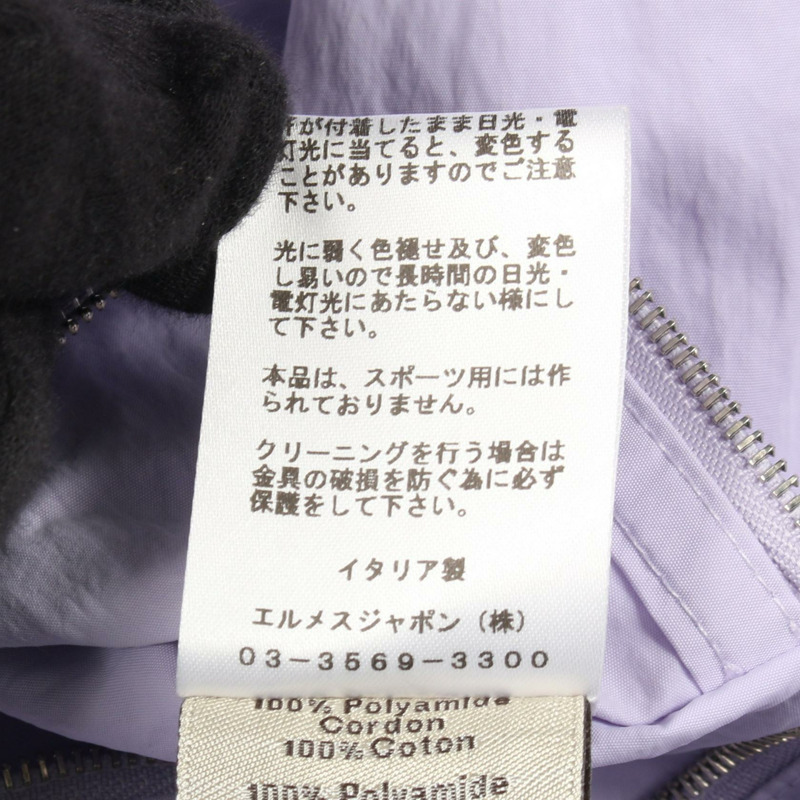 汗が付着したまま日光・電
灯光に当てると、変色する
ことがありますのでご注意
下さい。
光に弱く色褪せ及び、変色
し易いので長時間の日光・
電灯光にあたらない様にし
て下さい。
本品は、スポーツ用には作
られておりません。
クリーニングを行う場合は
金具の破損を防ぐ為に必ず
保護をして下さい。
イタリア製
エルメスジャポン（株）
03-3569-3300
100% Polyamide
Cordon
100% Coton
100% Polyamide